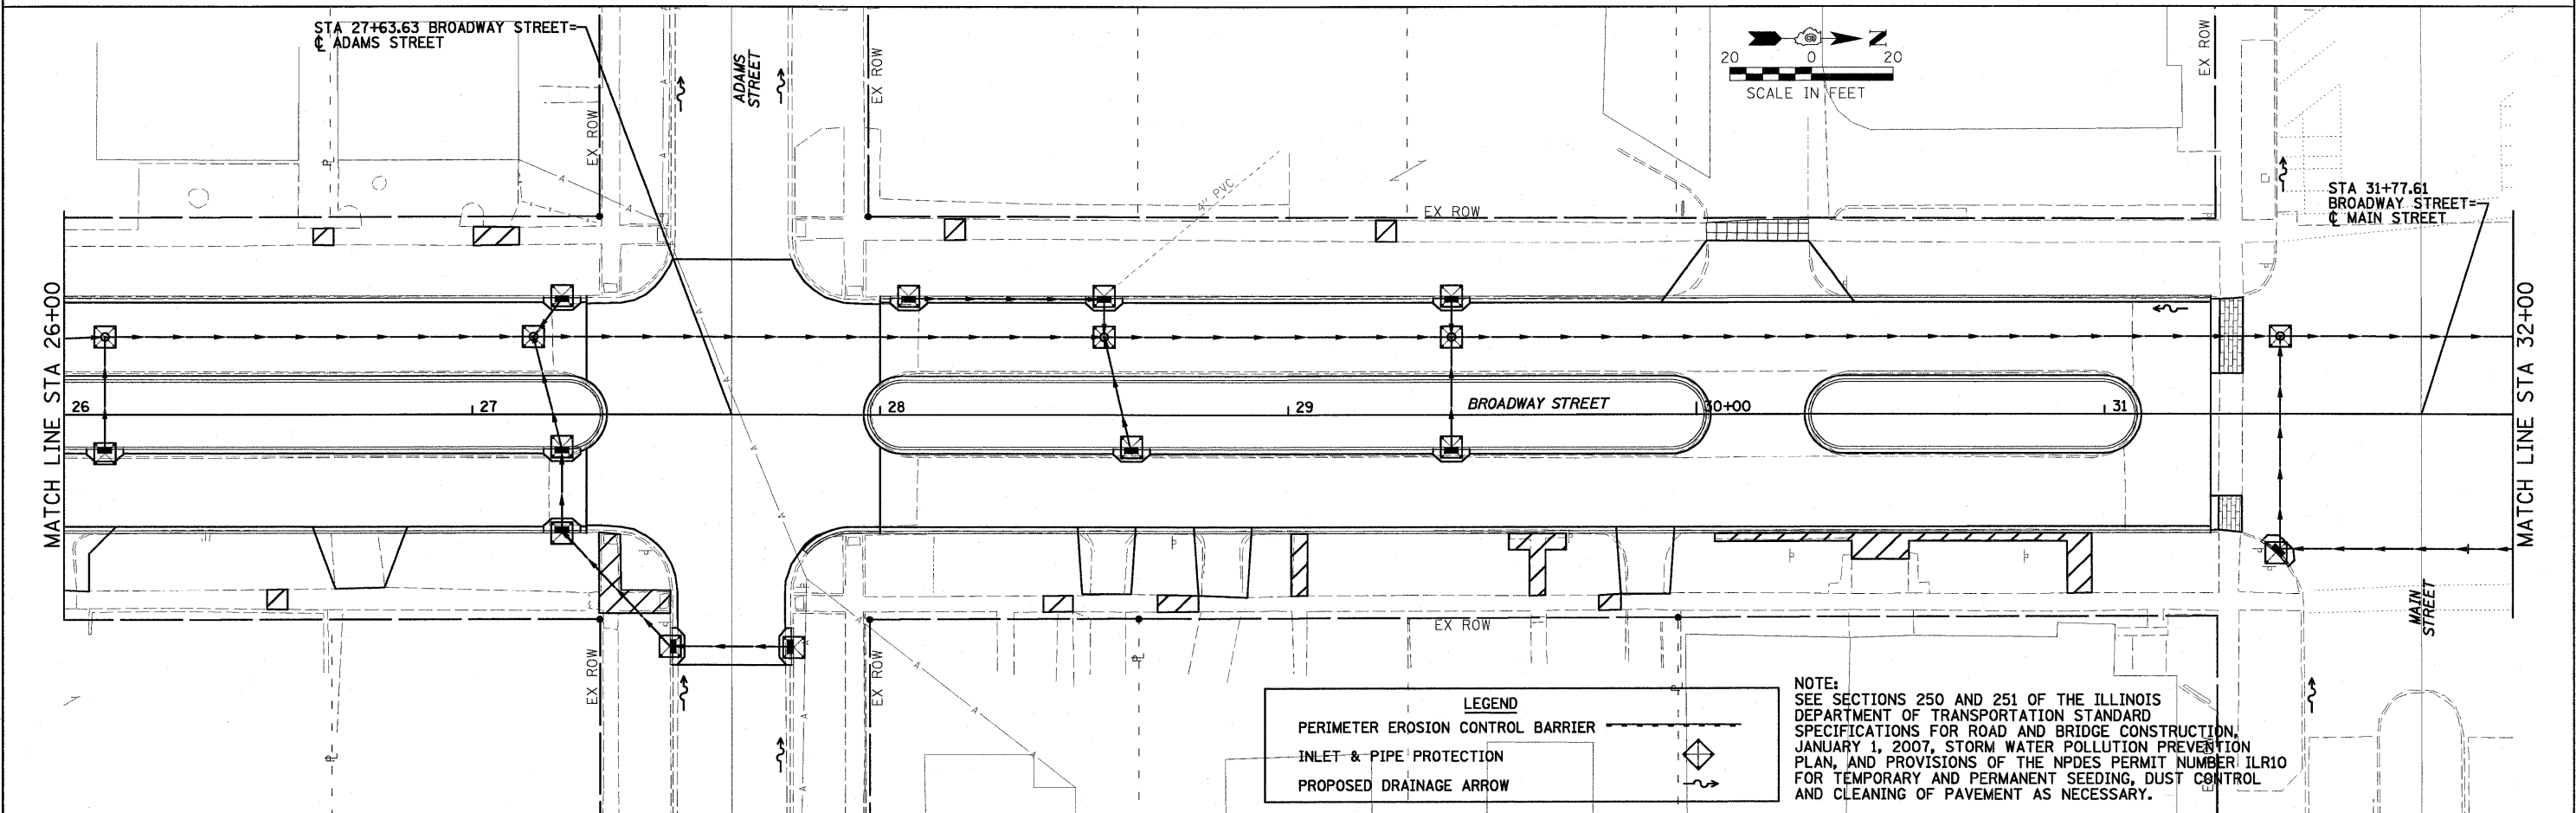 STA 27+63.63 BROADWAY STREET=
℄ ADAMS STREET
ADAMS
STREET
EX ROW
EX ROW
N
20 0 20
SCALE IN FEET
EX ROW
STA 31+77.61
BROADWAY STREET=
℄ MAIN STREET
4" PVC
EX ROW
MATCH LINE STA 26+00
26
27
28
29
BROADWAY STREET
30+00
31
MATCH LINE STA 32+00
MAIN
STREET
EX ROW
EX ROW
EX ROW
EX ROW
LEGEND
PERIMETER EROSION CONTROL BARRIER
INLET & PIPE PROTECTION
PROPOSED DRAINAGE ARROW
NOTE:
SEE SECTIONS 250 AND 251 OF THE ILLINOIS
DEPARTMENT OF TRANSPORTATION STANDARD
SPECIFICATIONS FOR ROAD AND BRIDGE CONSTRUCTION,
JANUARY 1, 2007, STORM WATER POLLUTION PREVENTION
PLAN, AND PROVISIONS OF THE NPDES PERMIT NUMBER ILR10
FOR TEMPORARY AND PERMANENT SEEDING, DUST CONTROL
AND CLEANING OF PAVEMENT AS NECESSARY.